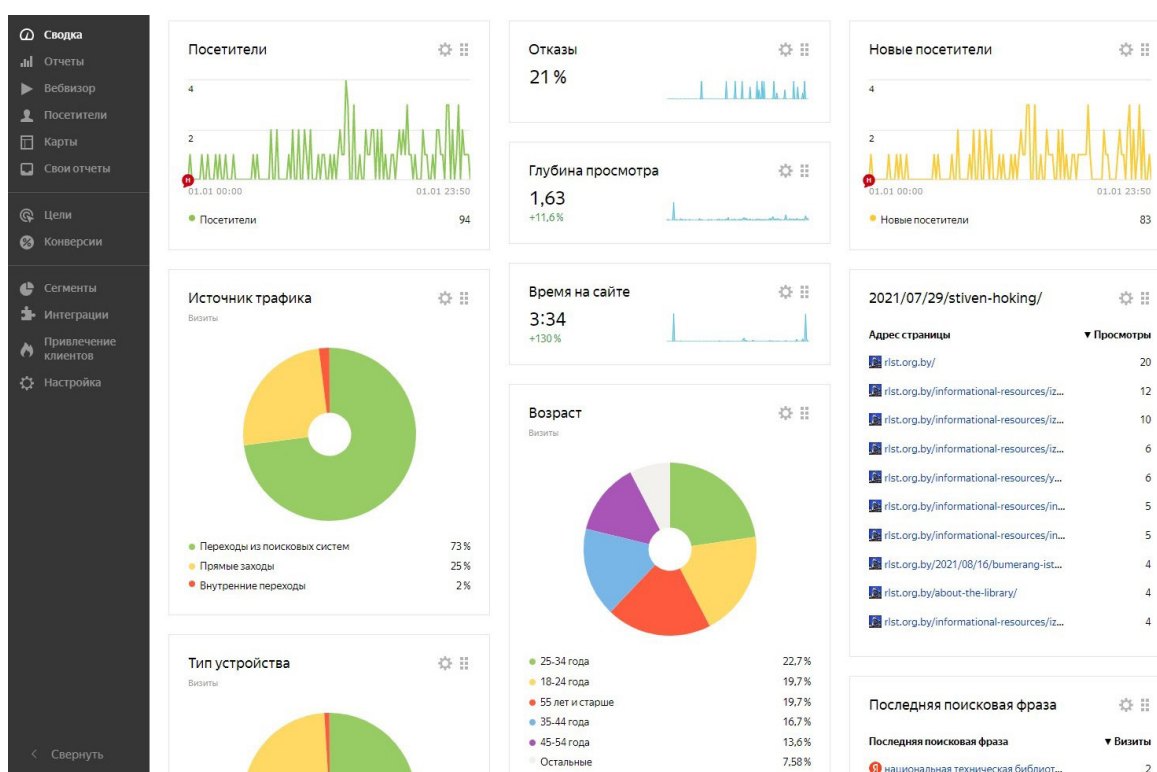 Сводка
Отчеты
Вебвизор
Посетители
Карты
Свои отчеты
Цели
Конверсии
Сегменты
Интеграции
Привлечение
клиентов
Настройка
Свернуть
Посетители
4
2
Н
01.01 00:00 01.01 23:50
Посетители 94
Источник трафика
Визиты
Переходы из поисковых систем 73 %
Прямые заходы 25 %
Внутренние переходы 2 %
Тип устройства
Визиты
Отказы
21 %
Глубина просмотра
1,63
+11,6 %
Время на сайте
3:34
+130 %
Возраст
Визиты
25-34 года 22,7 %
18-24 года 19,7 %
55 лет и старше 19,7 %
35-44 года 16,7 %
45-54 года 13,6 %
Остальные 7,58 %
Новые посетители
4
2
Н
01.01 00:00 01.01 23:50
Новые посетители 83
2021/07/29/stiven-hoking/
Адрес страницы ▼ Просмотры
rlst.org.by/ 20
rlst.org.by/informational-resources/iz... 12
rlst.org.by/informational-resources/iz... 10
rlst.org.by/informational-resources/iz... 6
rlst.org.by/informational-resources/y... 6
rlst.org.by/informational-resources/in... 5
rlst.org.by/informational-resources/in... 5
rlst.org.by/2021/08/16/bumerang-ist... 4
rlst.org.by/about-the-library/ 4
rlst.org.by/informational-resources/iz... 4
Последняя поисковая фраза
Последняя поисковая фраза ▼ Визиты
Я национальная техническая библиот... 2